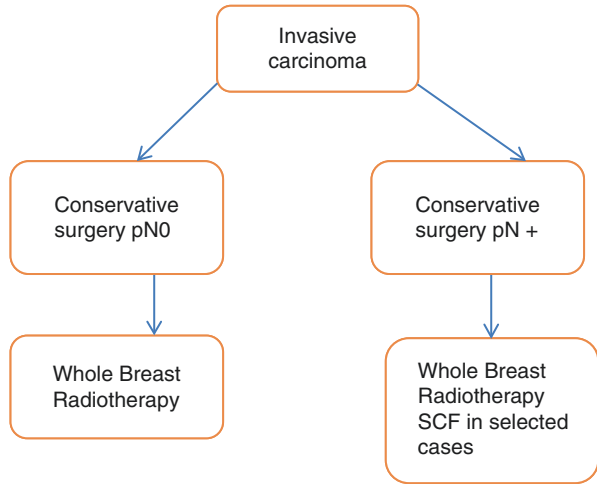 Invasive
carcinoma
Conservative
surgery pN0
Conservative
surgery pN +
Whole Breast
Radiotherapy
Whole Breast
Radiotherapy
SCF in selected
cases